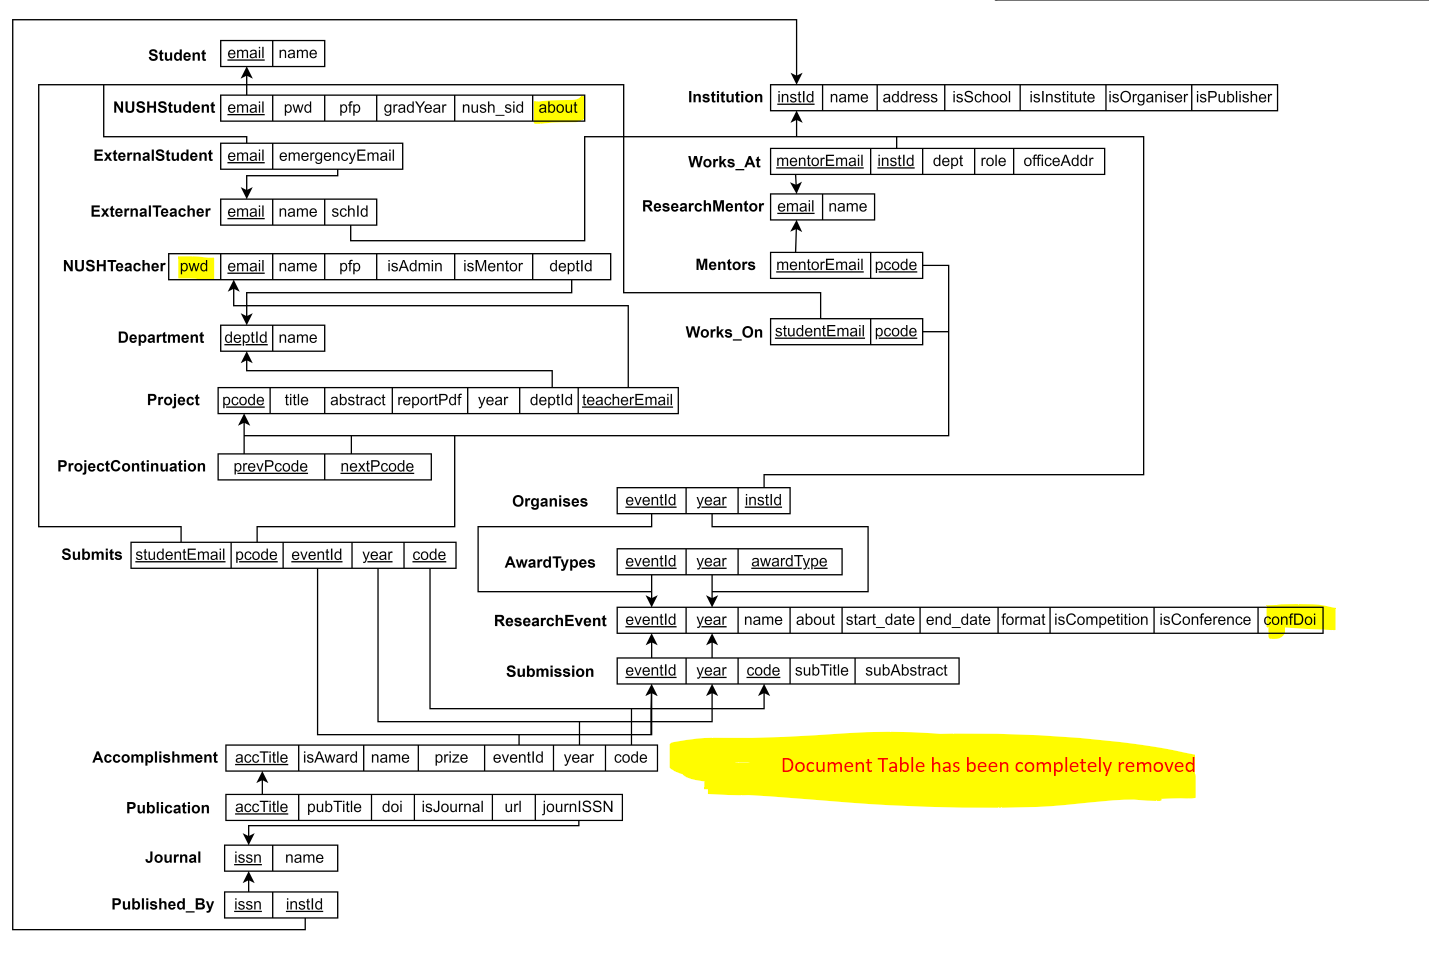 Student email name
NUSHStudent email pwd pfp gradYear nush_sid about
ExternalStudent email emergencyEmail
ExternalTeacher email name schId
NUSHTeacher pwd email name pfp isAdmin isMentor deptId
Department deptId name
Project pcode title abstract reportPdf year deptId teacherEmail
ProjectContinuation prevPcode nextPcode
Submits studentEmail pcode eventId year code
Institution instId name address isSchool isInstitute isOrganiser isPublisher
Works_At mentorEmail instId dept role officeAddr
ResearchMentor email name
Mentors mentorEmail pcode
Works_On studentEmail pcode
Organises eventId year instId
AwardTypes eventId year awardType
ResearchEvent eventId year name about start_date end_date format isCompetition isConference confDoi
Submission eventId year code subTitle subAbstract
Accomplishment accTitle isAward name prize eventId year code
Document Table has been completely removed
Publication accTitle pubTitle doi isJournal url journISSN
Journal issn name
Published_By issn instId